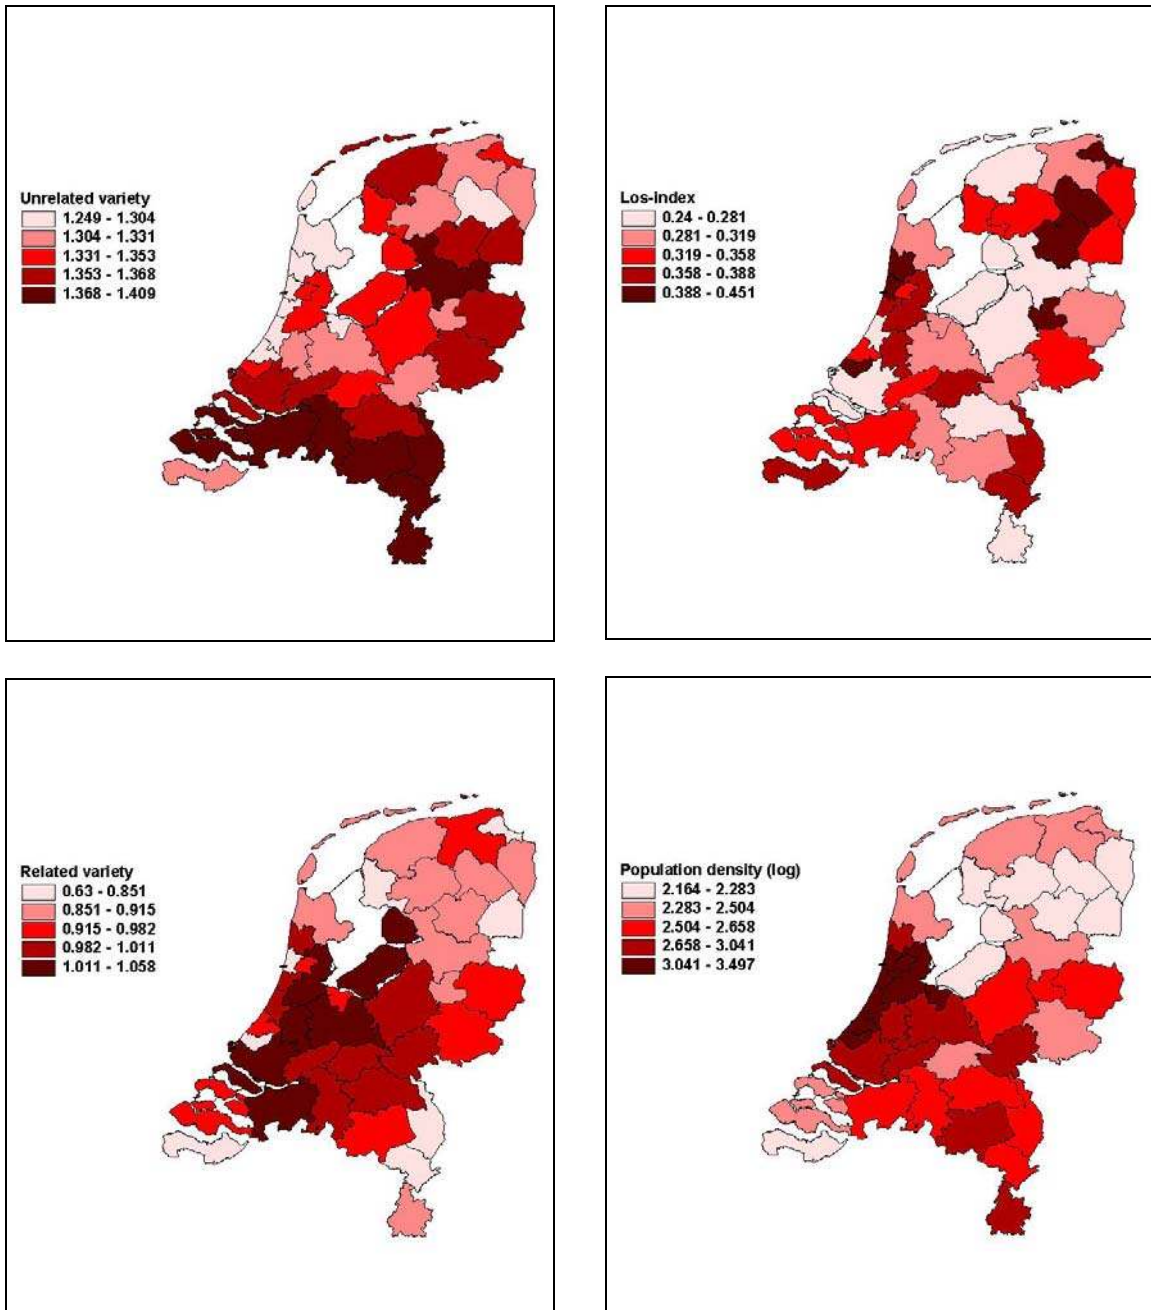 Unrelated variety
1.249 - 1.304
1.304 - 1.331
1.331 - 1.353
1.353 - 1.368
1.368 - 1.409
Los-index
0.24 - 0.281
0.281 - 0.319
0.319 - 0.358
0.358 - 0.388
0.388 - 0.451
Related variety
0.63 - 0.851
0.851 - 0.915
0.915 - 0.982
0.982 - 1.011
1.011 - 1.058
Population density (log)
2.164 - 2.283
2.283 - 2.504
2.504 - 2.658
2.658 - 3.041
3.041 - 3.497